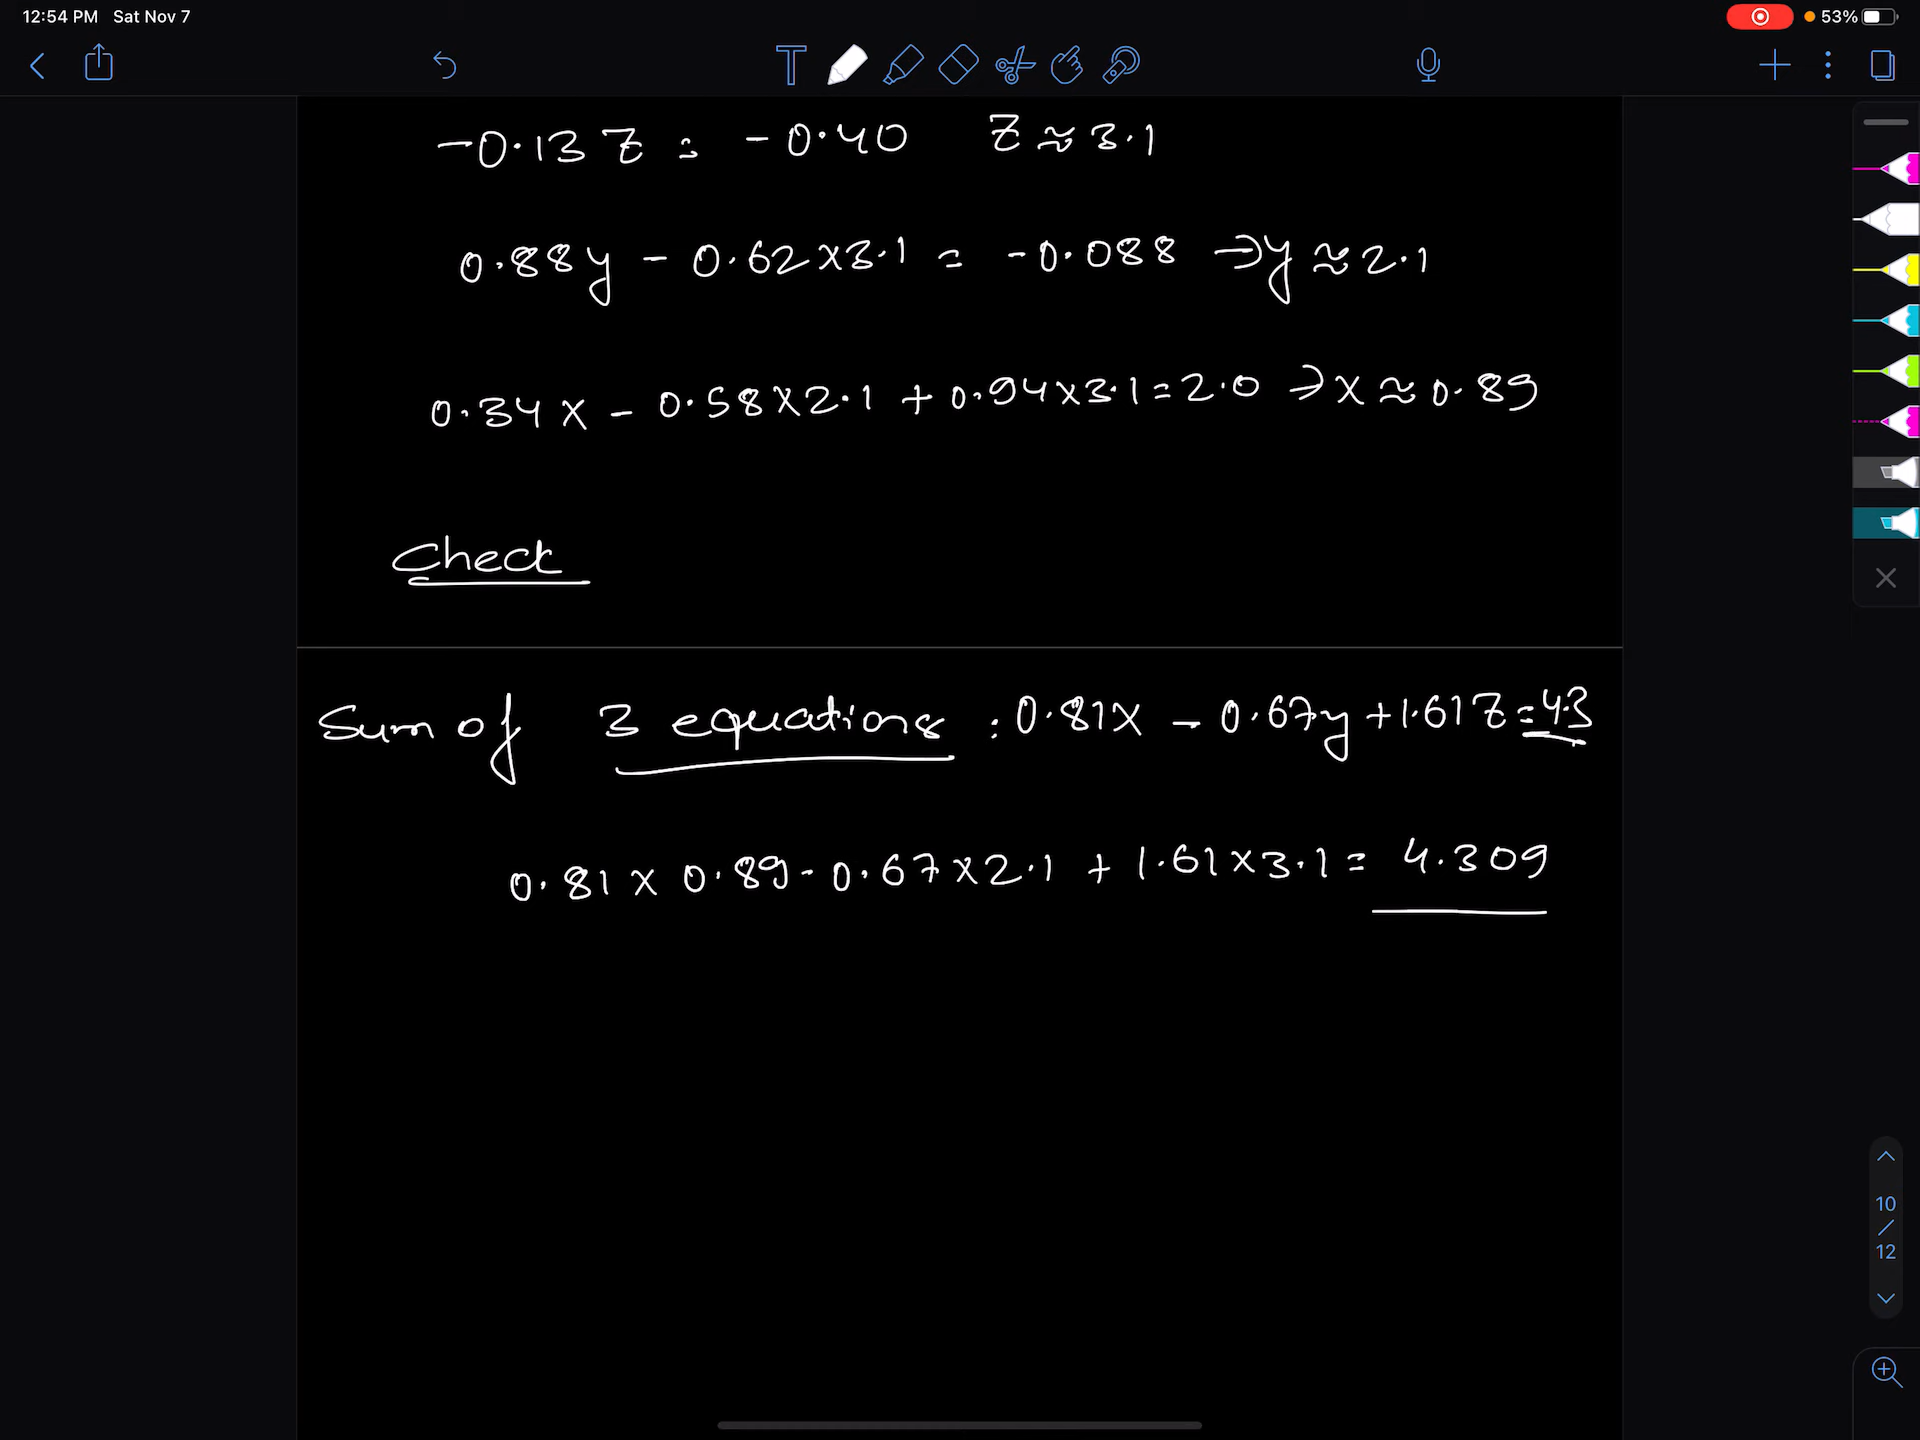 12:54 PM Sat Nov 7
53%
-0.13 Z = -0.40 Z ≈ 3.1
0.88y - 0.62×3.1 = -0.088 → y ≈ 2.1
0.34 x - 0.58×2.1 + 0.94×3.1 = 2.0 → x ≈ 0.89
Check
Sum of 3 equations : 0.81x - 0.67y + 1.61Z = 4.3
0.81 × 0.89 - 0.67×2.1 + 1.61×3.1 = 4.309
10
/
12